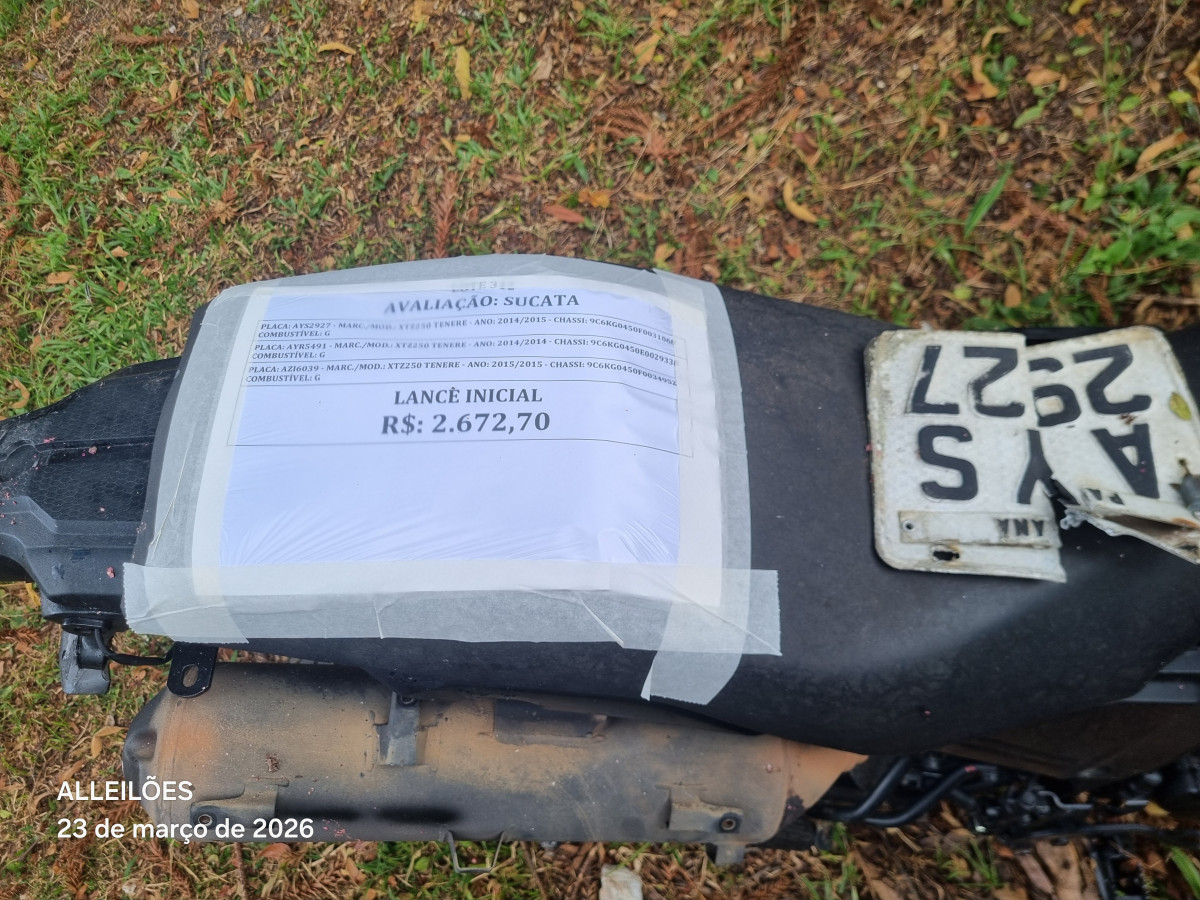 AVALIAÇÃO: SUCATA
PLACA: AYS2927 - MARC./MOD.: XTZ250 TENERE - ANO: 2014/2015 - CHASSI:
COMBUSTÍVEL: G
PLACA: AYR5491 - MARC./MOD.: XTZ250 TENERE - ANO: 2014/2014 - CHASSI:
COMBUSTÍVEL: G
PLACA: AZI6039 - MARC./MOD.: XTZ250 TENERE - ANO: 2015/2015 - CHASSI:
COMBUSTÍVEL: G
LANCÈ INICIAL
R$: 2.672,70
ANA
AYS
2927
ALLEILÕES
23 de março de 2026